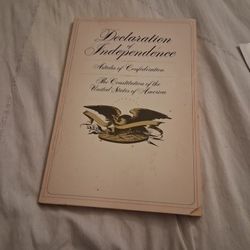 Declaration
of
Independence
Articles of Confederation
The Constitution of the
United States of America